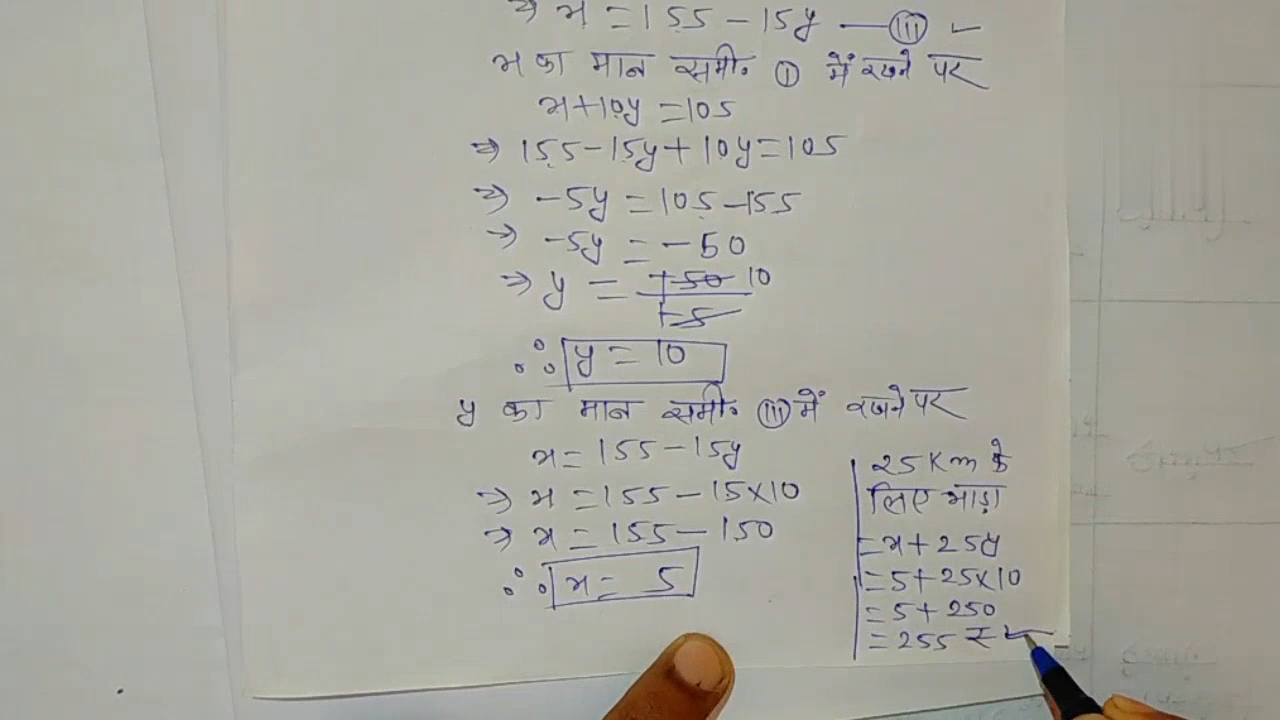 ⇒ x = 155 - 15y — (III) ✓
x का मान समी० (I) में रखने पर
x + 10y = 105
⇒ 155 - 15y + 10y = 105
⇒ -5y = 105 - 155
⇒ -5y = -50
⇒ y = +50 10
+5
∴ y = 10
y का मान समी० (III) में रखने पर
x = 155 - 15y
⇒ x = 155 - 15×10
⇒ x = 155 - 150
∴ x = 5
25 Km के
लिए भाड़ा
= x + 25y
= 5 + 25×10
= 5 + 250
= 255 ₹ ✓